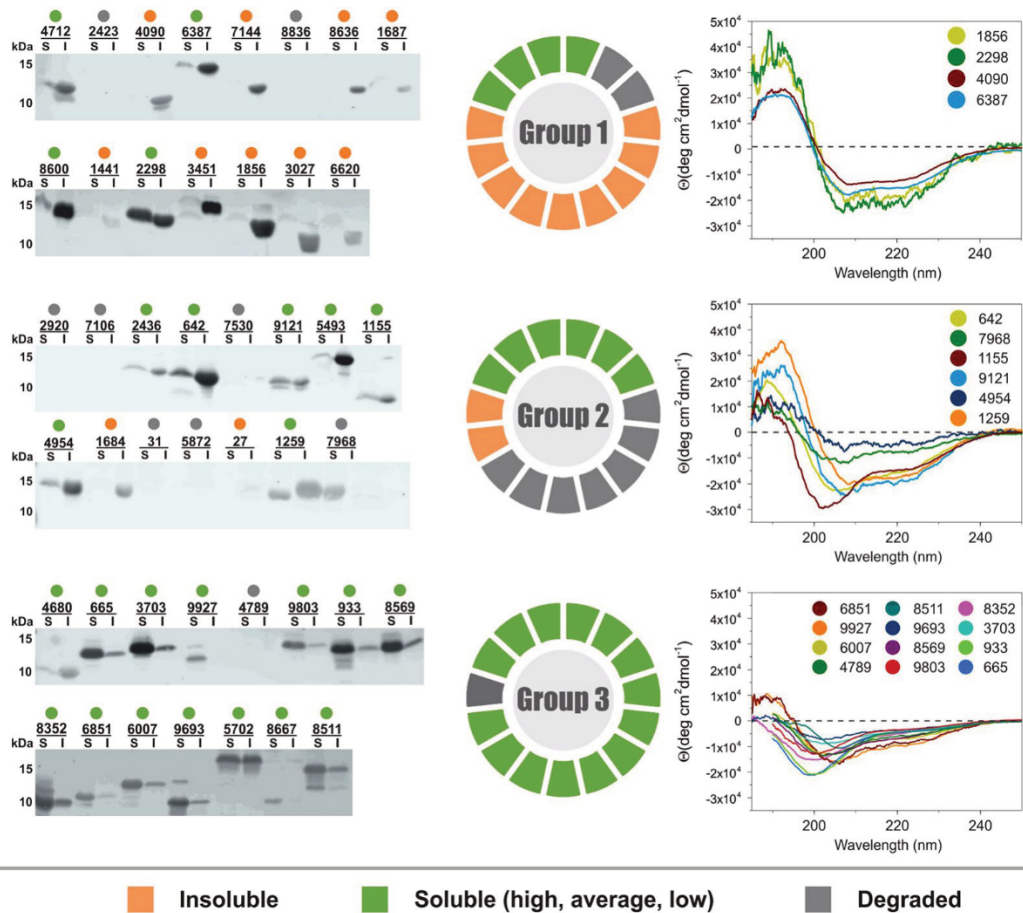 4712 2423 4090 6387 7144 8836 8636 1687
kDa S I S I S I S I S I S I S I S I
15
10
8600 1441 2298 3451 1856 3027 6620
kDa S I S I S I S I S I S I S I
15
10
Group 1
5x10⁴
4x10⁴
3x10⁴
2x10⁴
1x10⁴
0
-1x10⁴
-2x10⁴
-3x10⁴
Θ(deg cm²dmol⁻¹)
1856
2298
4090
6387
200 220 240
Wavelength (nm)
2920 7106 2436 642 7530 9121 5493 1155
kDa S I S I S I S I S I S I S I S I
15
10
4954 1684 31 5872 27 1259 7968
kDa S I S I S I S I S I S I S I
15
10
Group 2
5x10⁴
4x10⁴
3x10⁴
2x10⁴
1x10⁴
0
-1x10⁴
-2x10⁴
-3x10⁴
Θ(deg cm²dmol⁻¹)
642
7968
1155
9121
4954
1259
200 220 240
Wavelength (nm)
4680 665 3703 9927 4789 9803 933 8569
kDa S I S I S I S I S I S I S I S I
15
10
8352 6851 6007 9693 5702 8667 8511
kDa S I S I S I S I S I S I S I
15
10
Group 3
5x10⁴
4x10⁴
3x10⁴
2x10⁴
1x10⁴
0
-1x10⁴
-2x10⁴
-3x10⁴
Θ(deg cm²dmol⁻¹)
6851 8511 8352
9927 9693 3703
6007 8569 933
4789 9803 665
200 220 240
Wavelength (nm)
Insoluble Soluble (high, average, low) Degraded